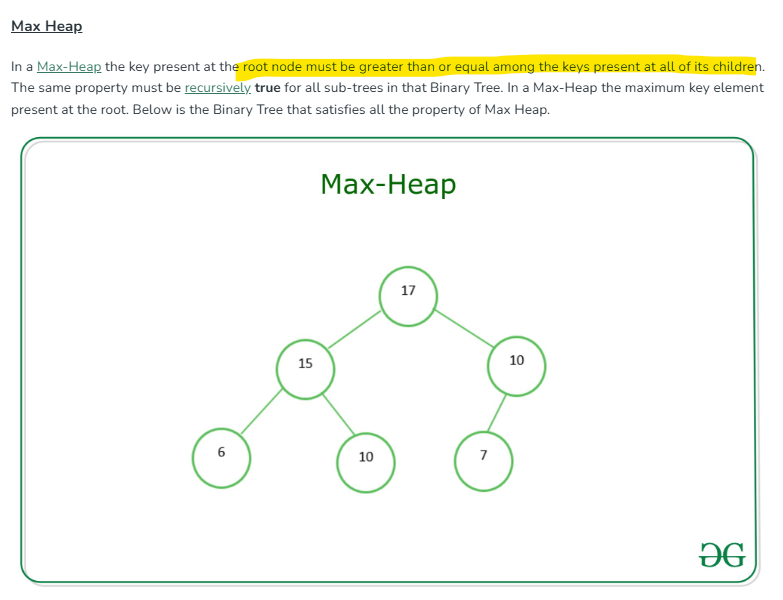 Max Heap
In a Max-Heap the key present at the root node must be greater than or equal among the keys present at all of its children.
The same property must be recursively true for all sub-trees in that Binary Tree. In a Max-Heap the maximum key element
present at the root. Below is the Binary Tree that satisfies all the property of Max Heap.
Max-Heap
17
15
10
6
10
7
GG